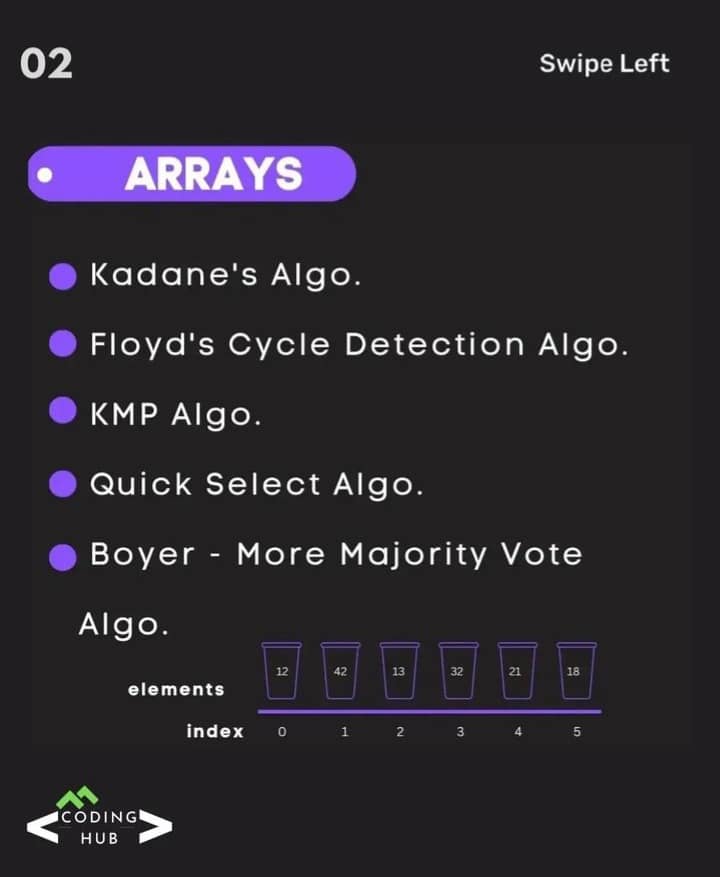 02
Swipe Left
ARRAYS
Kadane's Algo.
Floyd's Cycle Detection Algo.
KMP Algo.
Quick Select Algo.
Boyer - More Majority Vote
Algo.
elements 12 42 13 32 21 18
index 0 1 2 3 4 5
<CODING
HUB>